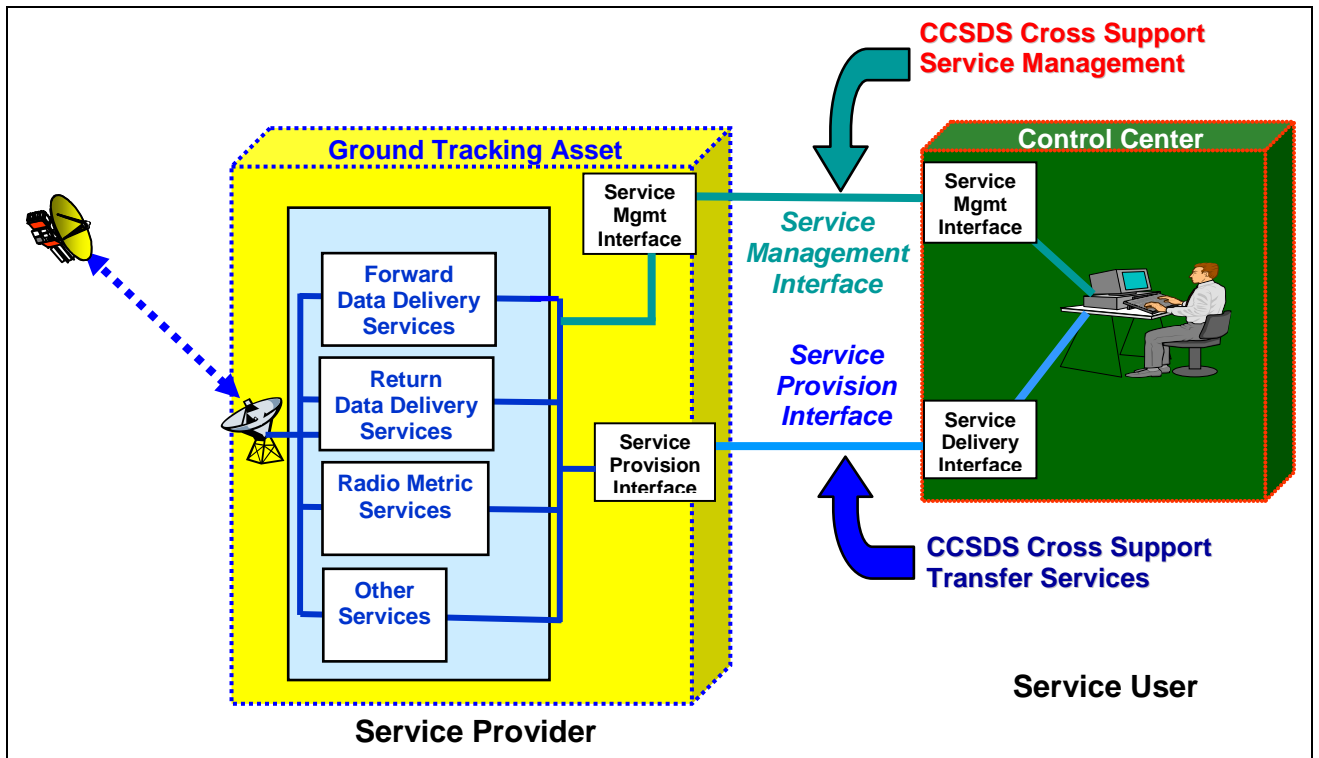 CCSDS Cross Support
Service Management
Ground Tracking Asset
Control Center
Service
Mgmt
Interface
Service
Mgmt
Interface
Service
Management
Interface
Forward
Data Delivery
Services
Return
Data Delivery
Services
Radio Metric
Services
Other
Services
Service
Provision
Interface
Service
Provision
Interface
Service
Delivery
Interface
CCSDS Cross Support
Transfer Services
Service User
Service Provider